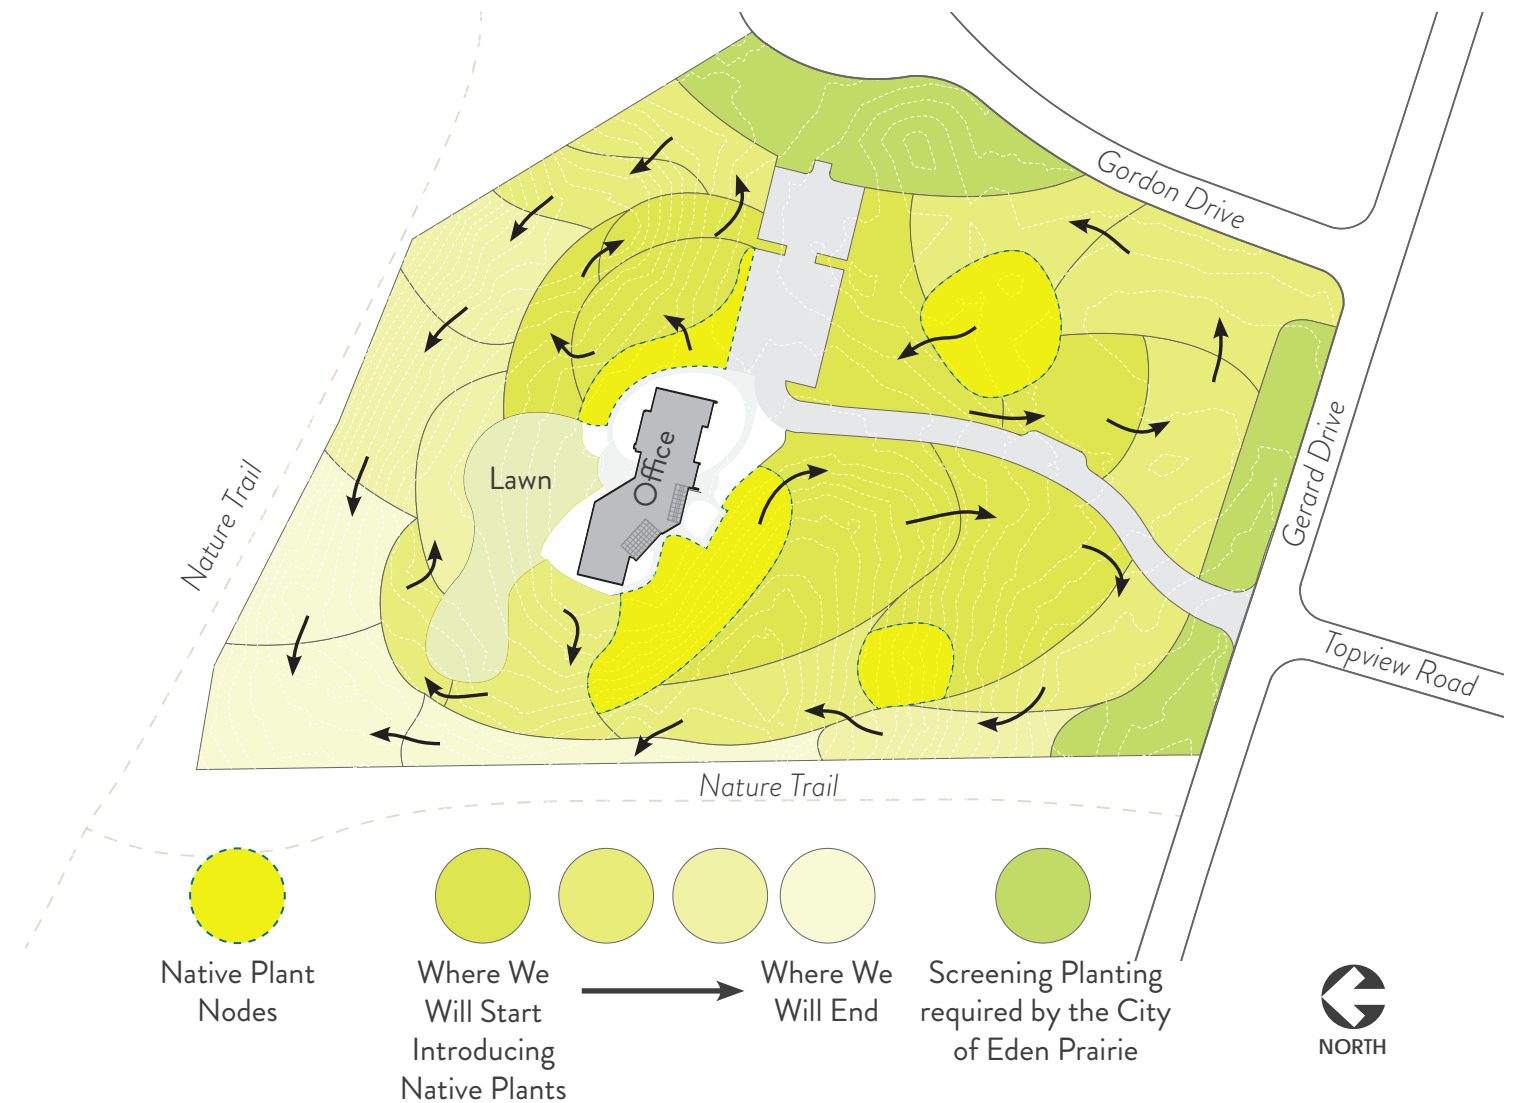 Gordon Drive
Gerard Drive
Office
Lawn
Nature Trail
Topview Road
Nature Trail
Native Plant
Nodes
Where We
Will Start
Introducing
Native Plants
Where We
Will End
Screening Planting
required by the City
of Eden Prairie
NORTH